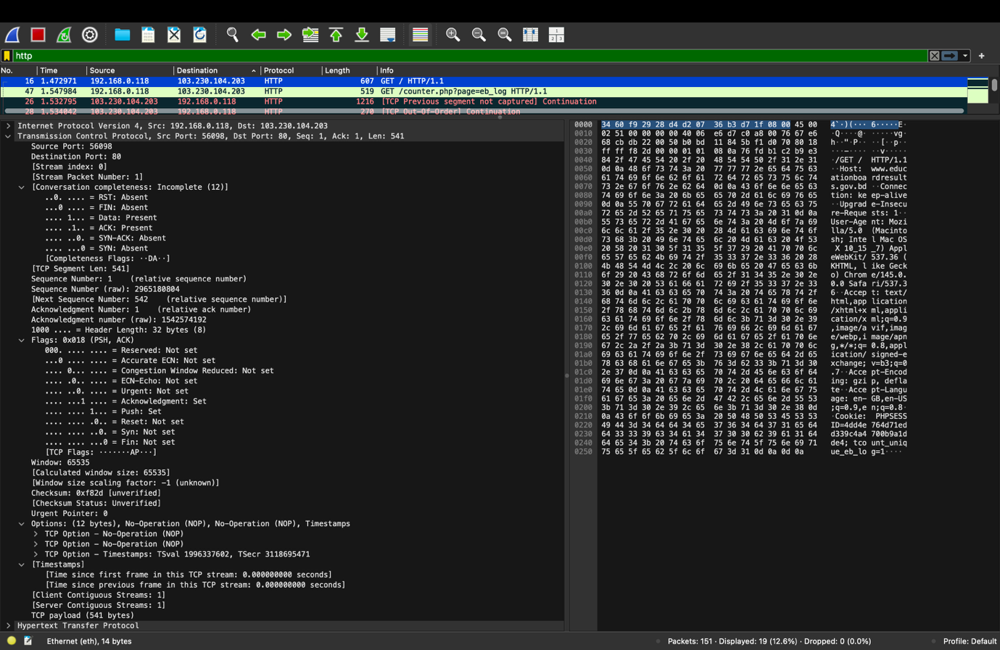 http
No. Time Source Destination Protocol Length Info
16 1.472971 192.168.0.118 103.230.104.203 HTTP 607 GET / HTTP/1.1
47 1.547984 192.168.0.118 103.230.104.203 HTTP 519 GET /counter.php?page=eb_log HTTP/1.1
26 1.532795 103.230.104.203 192.168.0.118 HTTP 1216 [TCP Previous segment not captured] Continuation
28 1.534042 103.230.104.203 192.168.0.118 HTTP 270 [TCP Out-Of-Order] Continuation
Internet Protocol Version 4, Src: 192.168.0.118, Dst: 103.230.104.203
Transmission Control Protocol, Src Port: 56098, Dst Port: 80, Seq: 1, Ack: 1, Len: 541
Source Port: 56098
Destination Port: 80
[Stream index: 0]
[Stream Packet Number: 1]
[Conversation completeness: Incomplete (12)]
..0. .... = RST: Absent
...0 .... = FIN: Absent
.... 1... = Data: Present
.... .1.. = ACK: Present
.... ..0. = SYN-ACK: Absent
.... ...0 = SYN: Absent
[Completeness Flags: ··DA··]
[TCP Segment Len: 541]
Sequence Number: 1    (relative sequence number)
Sequence Number (raw): 2965180804
[Next Sequence Number: 542    (relative sequence number)]
Acknowledgment Number: 1    (relative ack number)
Acknowledgment number (raw): 1542574192
1000 .... = Header Length: 32 bytes (8)
Flags: 0x018 (PSH, ACK)
000. .... .... = Reserved: Not set
...0 .... .... = Accurate ECN: Not set
.... 0... .... = Congestion Window Reduced: Not set
.... .0.. .... = ECN-Echo: Not set
.... ..0. .... = Urgent: Not set
.... ...1 .... = Acknowledgment: Set
.... .... 1... = Push: Set
.... .... .0.. = Reset: Not set
.... .... ..0. = Syn: Not set
.... .... ...0 = Fin: Not set
[TCP Flags: ·······AP···]
Window: 65535
[Calculated window size: 65535]
[Window size scaling factor: -1 (unknown)]
Checksum: 0xf82d [unverified]
[Checksum Status: Unverified]
Urgent Pointer: 0
Options: (12 bytes), No-Operation (NOP), No-Operation (NOP), Timestamps
TCP Option - No-Operation (NOP)
TCP Option - No-Operation (NOP)
TCP Option - Timestamps: TSval 1996337602, TSecr 3118695471
[Timestamps]
[Time since first frame in this TCP stream: 0.000000000 seconds]
[Time since previous frame in this TCP stream: 0.000000000 seconds]
[Client Contiguous Streams: 1]
[Server Contiguous Streams: 1]
TCP payload (541 bytes)
Hypertext Transfer Protocol
0000 34 60 f9 29 28 d4 d2 07 36 b3 d7 1f 08 00 45 00 4`·)(··· 6·····E·
0010 02 51 00 00 00 00 40 06 e6 d7 c0 a8 00 76 67 e6 ·Q····@· ·····vg·
0020 68 cb db 22 00 50 b0 bd 11 84 5b f1 d0 70 80 18 h··"·P·· ··[··p··
0030 ff ff f8 2d 00 00 01 01 08 0a 76 fd b1 c2 b9 e3 ···-···· ··v·····
0040 84 2f 47 45 54 20 2f 20 48 54 54 50 2f 31 2e 31 ·/GET / HTTP/1.1
0050 0d 0a 48 6f 73 74 3a 20 77 77 77 2e 65 64 75 63 ··Host: www.educ
0060 61 74 69 6f 6e 62 6f 61 72 64 72 65 73 75 6c 74 ationboa rdresult
0070 73 2e 67 6f 76 2e 62 64 0d 0a 43 6f 6e 6e 65 63 s.gov.bd ··Connec
0080 74 69 6f 6e 3a 20 6b 65 65 70 2d 61 6c 69 76 65 tion: ke ep-alive
0090 0d 0a 55 70 67 72 61 64 65 2d 49 6e 73 65 63 75 ··Upgrad e-Insecu
00a0 72 65 2d 52 65 71 75 65 73 74 73 3a 20 31 0d 0a re-Reque sts: 1··
00b0 55 73 65 72 2d 41 67 65 6e 74 3a 20 4d 6f 7a 69 User-Age nt: Mozi
00c0 6c 6c 61 2f 35 2e 30 20 28 4d 61 63 69 6e 74 6f lla/5.0 (Macinto
00d0 73 68 3b 20 49 6e 74 65 6c 20 4d 61 63 20 4f 53 sh; Inte l Mac OS
00e0 20 58 20 31 30 5f 31 35 5f 37 29 20 41 70 70 6c X 10_15 _7) Appl
00f0 65 57 65 62 4b 69 74 2f 35 33 37 2e 33 36 20 28 eWebKit/ 537.36 (
0100 4b 48 54 4d 4c 2c 20 6c 69 6b 65 20 47 65 63 6b KHTML, l ike Geck
0110 6f 29 20 43 68 72 6f 6d 65 2f 31 34 35 2e 30 2e o) Chrom e/145.0.
0120 30 2e 30 20 53 61 66 61 72 69 2f 35 33 37 2e 33 0.0 Safa ri/537.3
0130 36 0d 0a 41 63 63 65 70 74 3a 20 74 65 78 74 2f 6··Accep t: text/
0140 68 74 6d 6c 2c 61 70 70 6c 69 63 61 74 69 6f 6e html,app lication
0150 2f 78 68 74 6d 6c 2b 78 6d 6c 2c 61 70 70 6c 69 /xhtml+x ml,appli
0160 63 61 74 69 6f 6e 2f 78 6d 6c 3b 71 3d 30 2e 39 cation/x ml;q=0.9
0170 2c 69 6d 61 67 65 2f 61 76 69 66 2c 69 6d 61 67 ,image/a vif,imag
0180 65 2f 77 65 62 70 2c 69 6d 61 67 65 2f 61 70 6e e/webp,i mage/apn
0190 67 2c 2a 2f 2a 3b 71 3d 30 2e 38 2c 61 70 70 6c g,*/*;q= 0.8,appl
01a0 69 63 61 74 69 6f 6e 2f 73 69 67 6e 65 64 2d 65 ication/ signed-e
01b0 78 63 68 61 6e 67 65 3b 76 3d 62 33 3b 71 3d 30 xchange; v=b3;q=0
01c0 2e 37 0d 0a 41 63 63 65 70 74 2d 45 6e 63 6f 64 .7··Acce pt-Encod
01d0 69 6e 67 3a 20 67 7a 69 70 2c 20 64 65 66 6c 61 ing: gzi p, defla
01e0 74 65 0d 0a 41 63 63 65 70 74 2d 4c 61 6e 67 75 te··Acce pt-Langu
01f0 61 67 65 3a 20 65 6e 2d 47 42 2c 65 6e 2d 55 53 age: en- GB,en-US
0200 3b 71 3d 30 2e 39 2c 65 6e 3b 71 3d 30 2e 38 0d ;q=0.9,e n;q=0.8·
0210 0a 43 6f 6f 6b 69 65 3a 20 50 48 50 53 45 53 53 ·Cookie: PHPSESS
0220 49 44 3d 34 64 64 34 65 37 36 34 64 37 31 65 64 ID=4dd4e 764d71ed
0230 64 33 33 39 63 34 61 34 37 30 30 62 39 61 31 64 d339c4a4 700b9a1d
0240 64 65 34 3b 20 74 63 6f 75 6e 74 5f 75 6e 69 71 de4; tco unt_uniq
0250 75 65 5f 65 62 5f 6c 6f 67 3d 31 0d 0a 0d 0a ue_eb_lo g=1····
Ethernet (eth), 14 bytes
Packets: 151 · Displayed: 19 (12.6%) · Dropped: 0 (0.0%)
Profile: Default